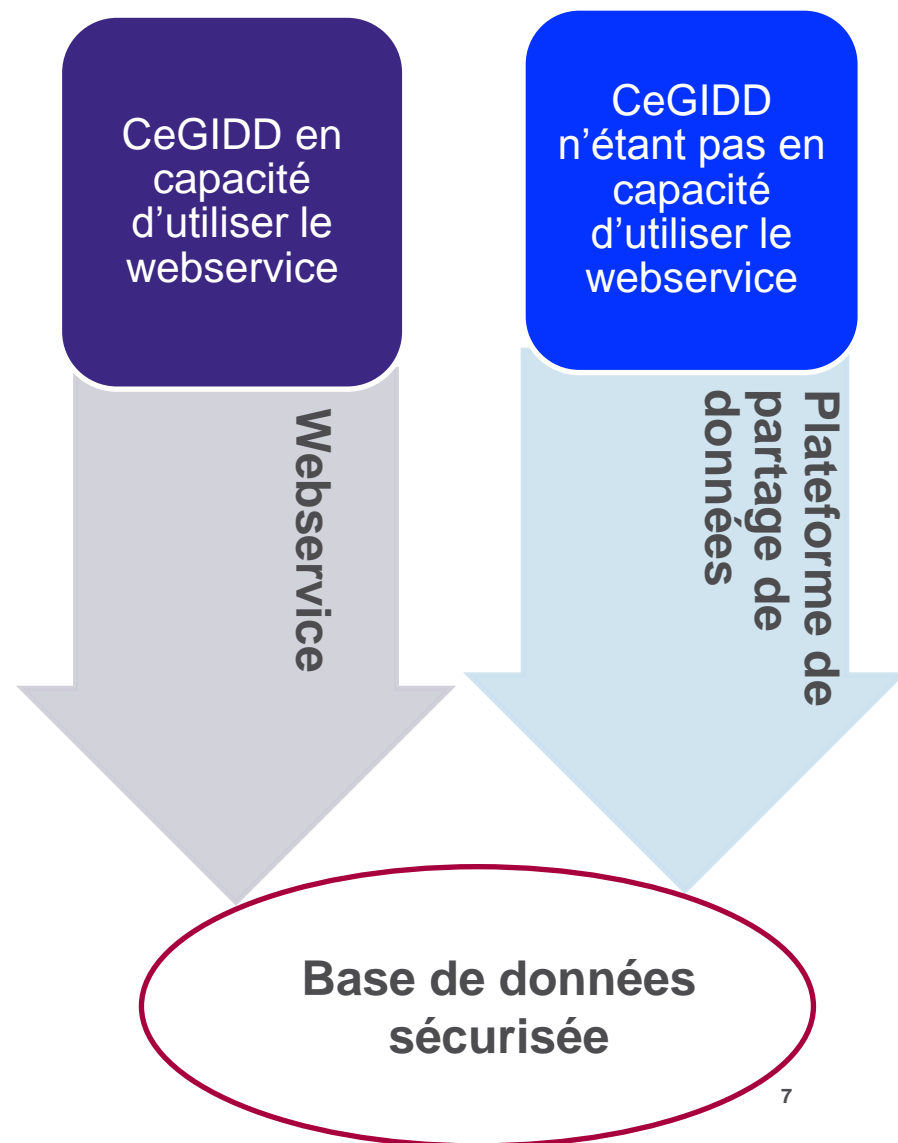 CeGIDD en
capacité
d’utiliser le
webservice
CeGIDD
n’étant pas en
capacité
d’utiliser le
webservice
Webservice
Plateforme de
partage de
données
Base de données
sécurisée
7